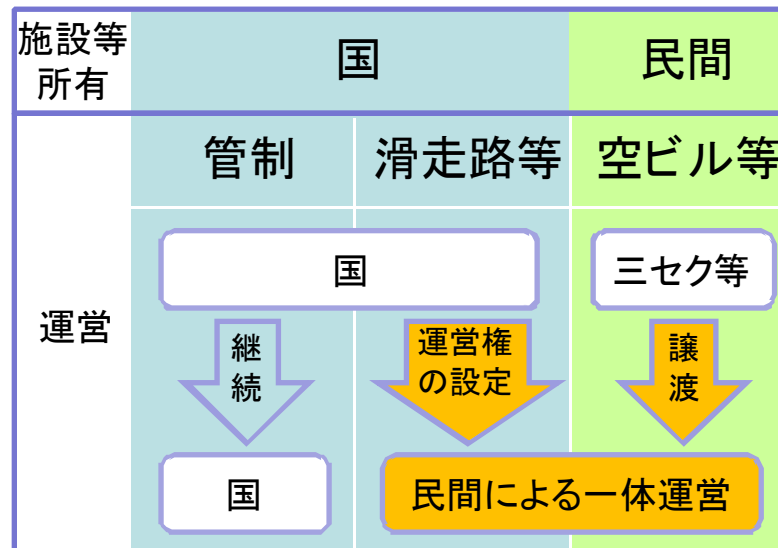 施設等
所有
国
民間
管制
滑走路等
空ビル等
運営
国
三セク等
継
続
運営権
の設定
譲
渡
国
民間による一体運営